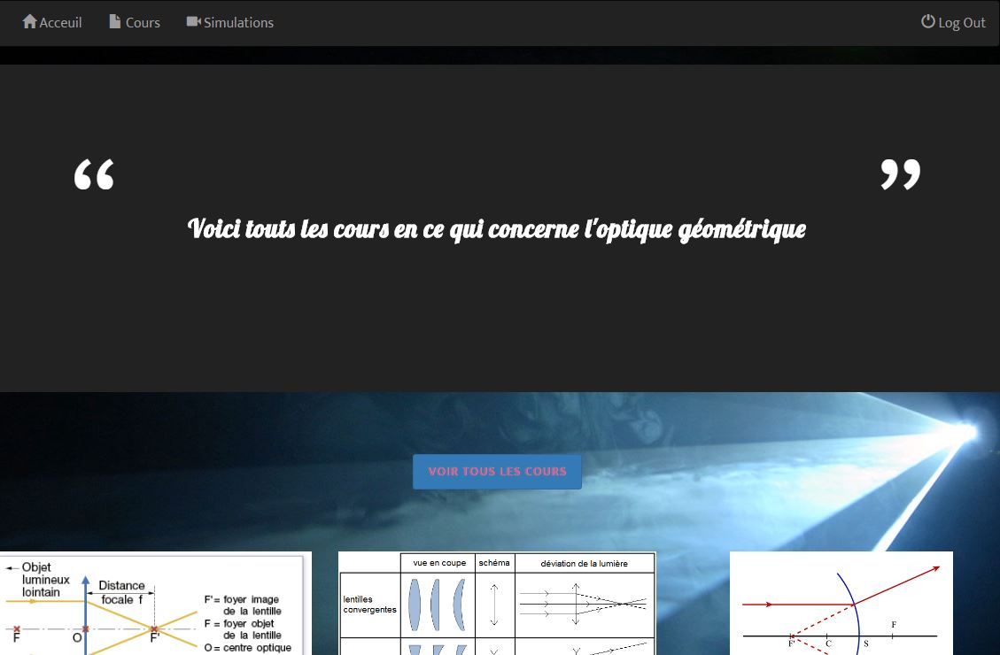 Acceuil Cours Simulations Log Out
“ ”
Voici touts les cours en ce qui concerne l'optique géométrique
VOIR TOUS LES COURS
Objet
lumineux
lointain
Distance
focale f
F
O
F'
F'= foyer image
de la lentille
F = foyer objet
de la lentille
O = centre optique
vue en coupe schéma déviation de la lumière
lentilles
convergentes
F
F' C S